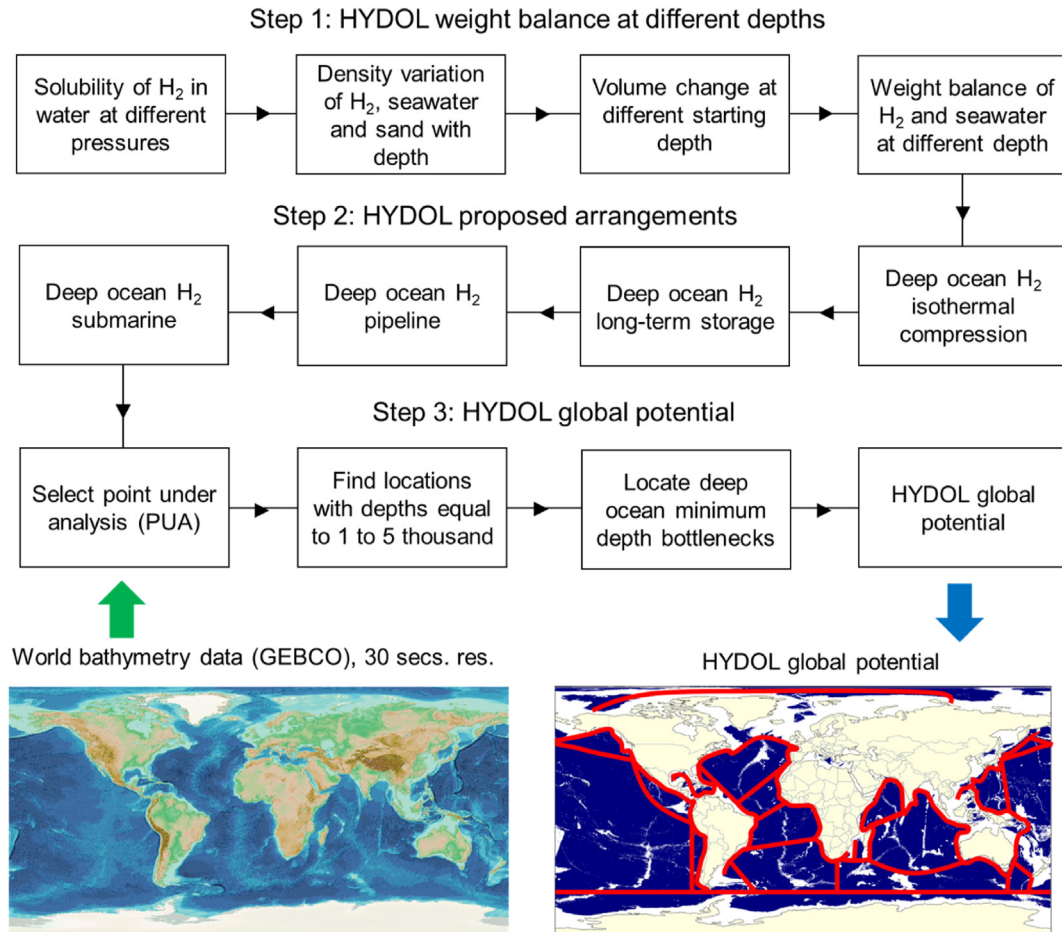 Step 1: HYDOL weight balance at different depths
Solubility of H₂ in
water at different
pressures
Density variation
of H₂, seawater
and sand with
depth
Volume change at
different starting
depth
Weight balance of
H₂ and seawater
at different depth
Step 2: HYDOL proposed arrangements
Deep ocean H₂
submarine
Deep ocean H₂
pipeline
Deep ocean H₂
long-term storage
Deep ocean H₂
isothermal
compression
Step 3: HYDOL global potential
Select point under
analysis (PUA)
Find locations
with depths equal
to 1 to 5 thousand
Locate deep
ocean minimum
depth bottlenecks
HYDOL global
potential
World bathymetry data (GEBCO), 30 secs. res.
HYDOL global potential